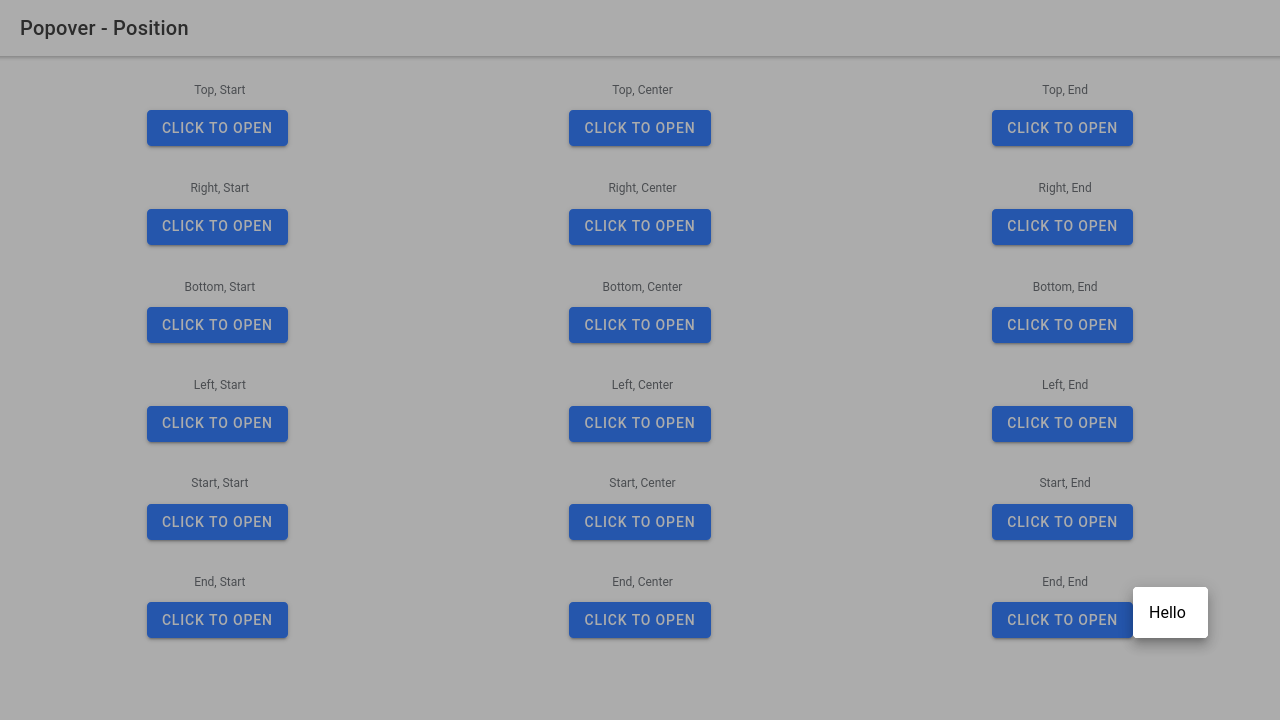 Popover - Position
Top, Start
Top, Center
Top, End
CLICK TO OPEN
CLICK TO OPEN
CLICK TO OPEN
Right, Start
Right, Center
Right, End
CLICK TO OPEN
CLICK TO OPEN
CLICK TO OPEN
Bottom, Start
Bottom, Center
Bottom, End
CLICK TO OPEN
CLICK TO OPEN
CLICK TO OPEN
Left, Start
Left, Center
Left, End
CLICK TO OPEN
CLICK TO OPEN
CLICK TO OPEN
Start, Start
Start, Center
Start, End
CLICK TO OPEN
CLICK TO OPEN
CLICK TO OPEN
End, Start
End, Center
End, End
CLICK TO OPEN
CLICK TO OPEN
CLICK TO OPEN
Hello